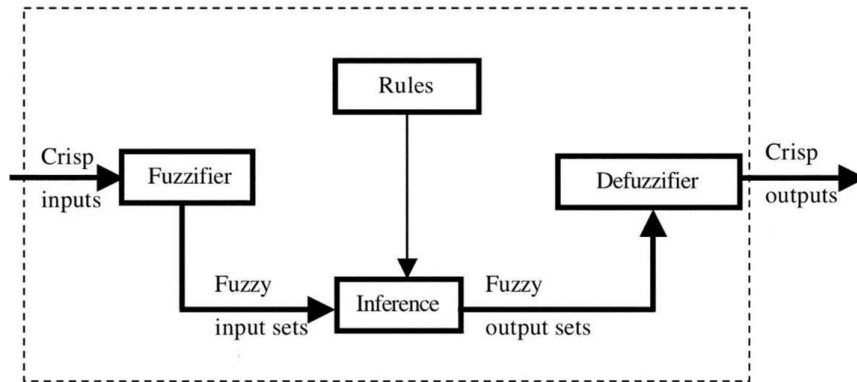 Rules
Crisp
inputs
Fuzzifier
Defuzzifier
Crisp
outputs
Fuzzy
input sets
Inference
Fuzzy
output sets